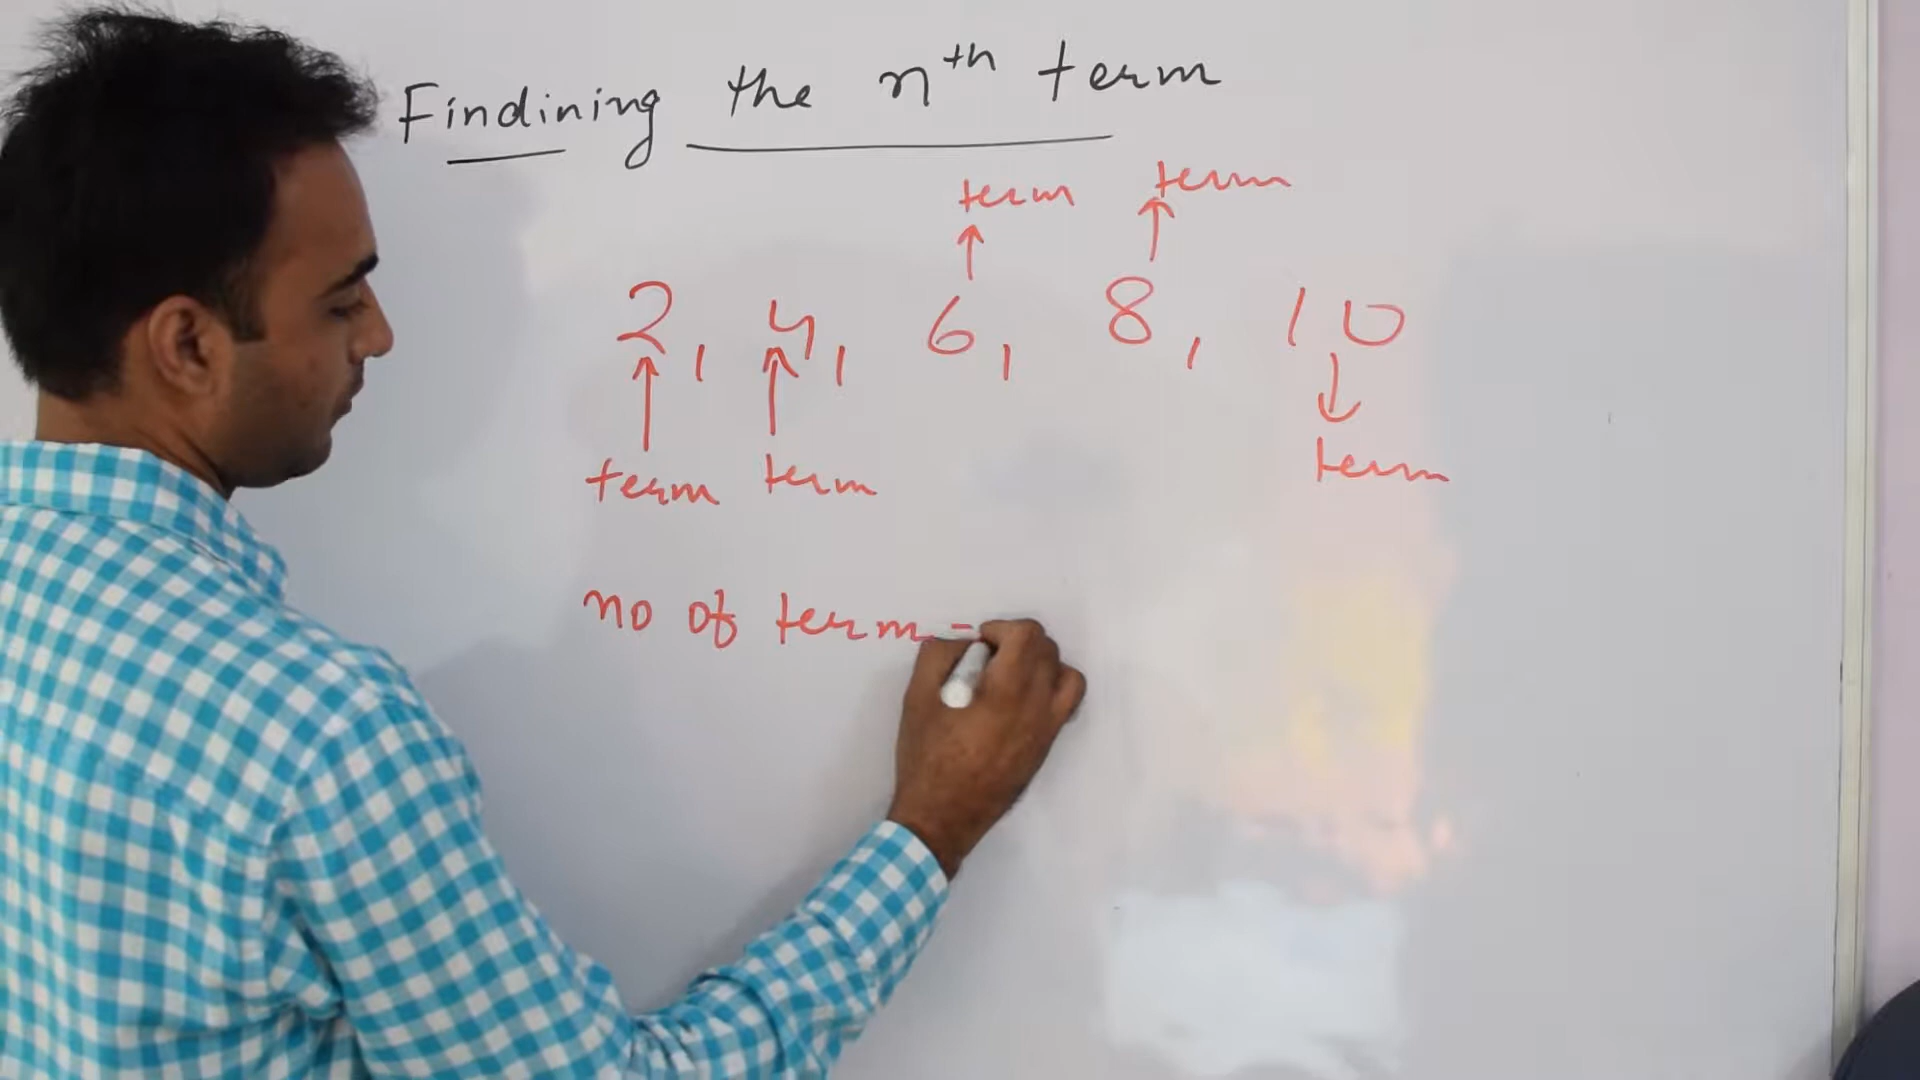 Findining the nth term
term term
2, 4, 6, 8, 10
term term term
no of term -